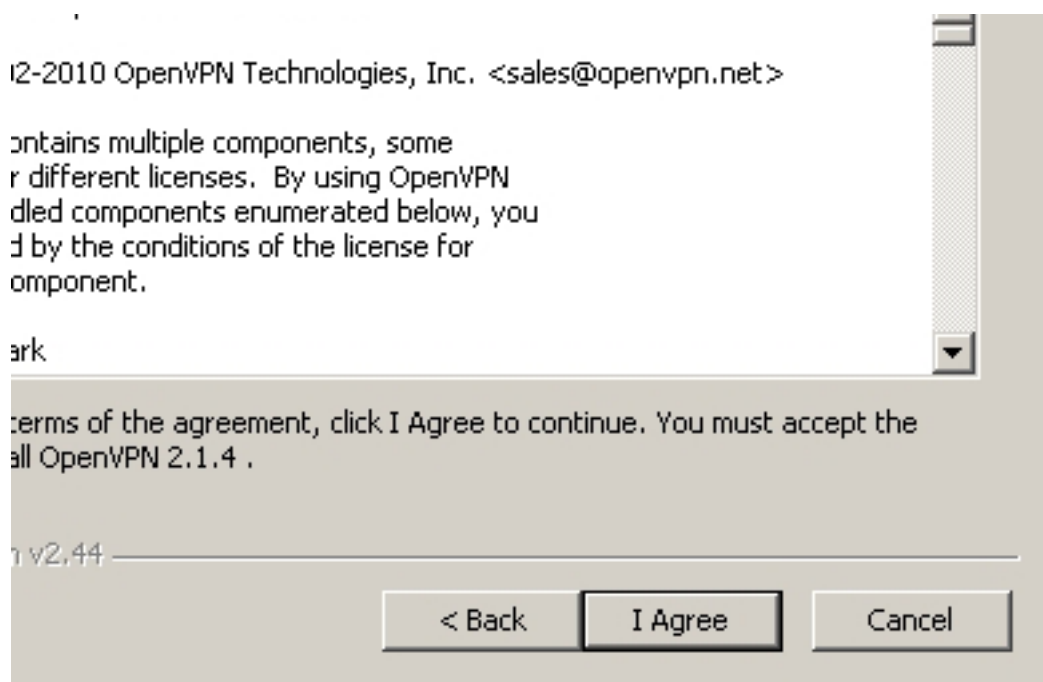 02-2010 OpenVPN Technologies, Inc. <sales@openvpn.net>
ontains multiple components, some
r different licenses.  By using OpenVPN
dled components enumerated below, you
d by the conditions of the license for
omponent.
ark
terms of the agreement, click I Agree to continue. You must accept the
all OpenVPN 2.1.4 .
n v2.44
< Back
I Agree
Cancel